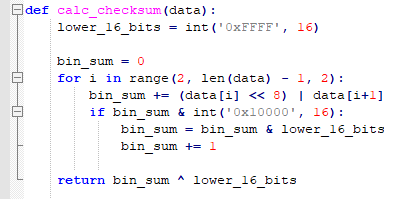 def calc_checksum(data):
    lower_16_bits = int('0xFFFF', 16)
    bin_sum = 0
    for i in range(2, len(data) - 1, 2):
        bin_sum += (data[i] << 8) | data[i+1]
        if bin_sum & int('0x10000', 16):
            bin_sum = bin_sum & lower_16_bits
            bin_sum += 1
    return bin_sum ^ lower_16_bits